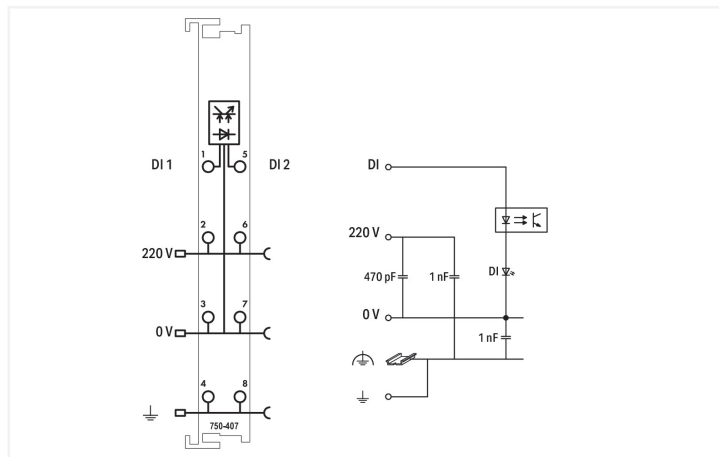 1 5
DI 1 DI 2
2 6
220 V
3 7
0 V
4 8
750-407
DI
220 V
470 pF 1 nF DI
0 V
1 nF